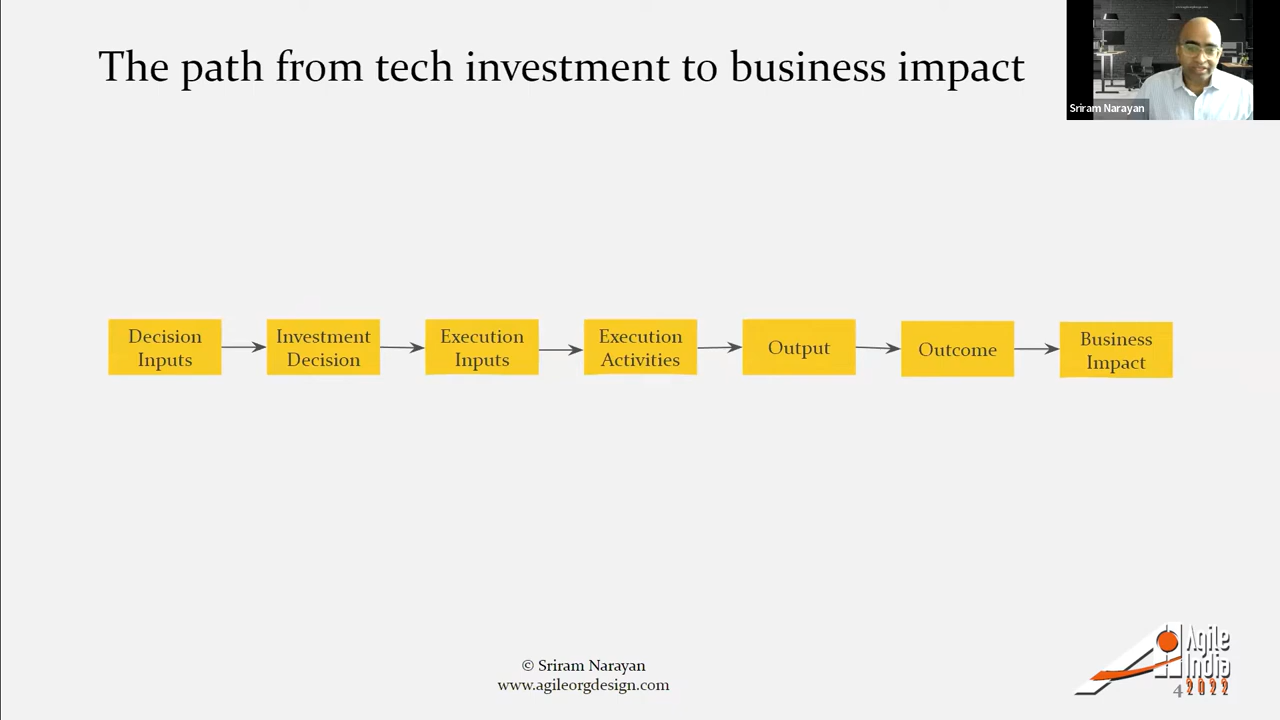 The path from tech investment to business impact
Sriram Narayan
Decision
Inputs
Investment
Decision
Execution
Inputs
Execution
Activities
Output
Outcome
Business
Impact
© Sriram Narayan
www.agileorgdesign.com
Agile
India
2022
4